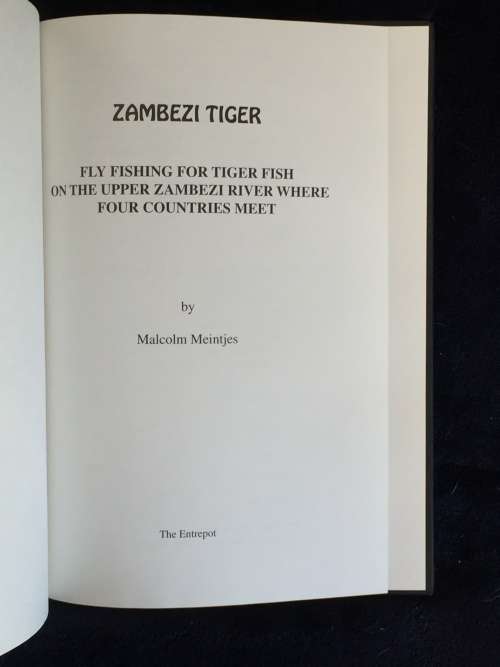 ZAMBEZI TIGER
FLY FISHING FOR TIGER FISH
ON THE UPPER ZAMBEZI RIVER WHERE
FOUR COUNTRIES MEET
by
Malcolm Meintjes
The Entrepot